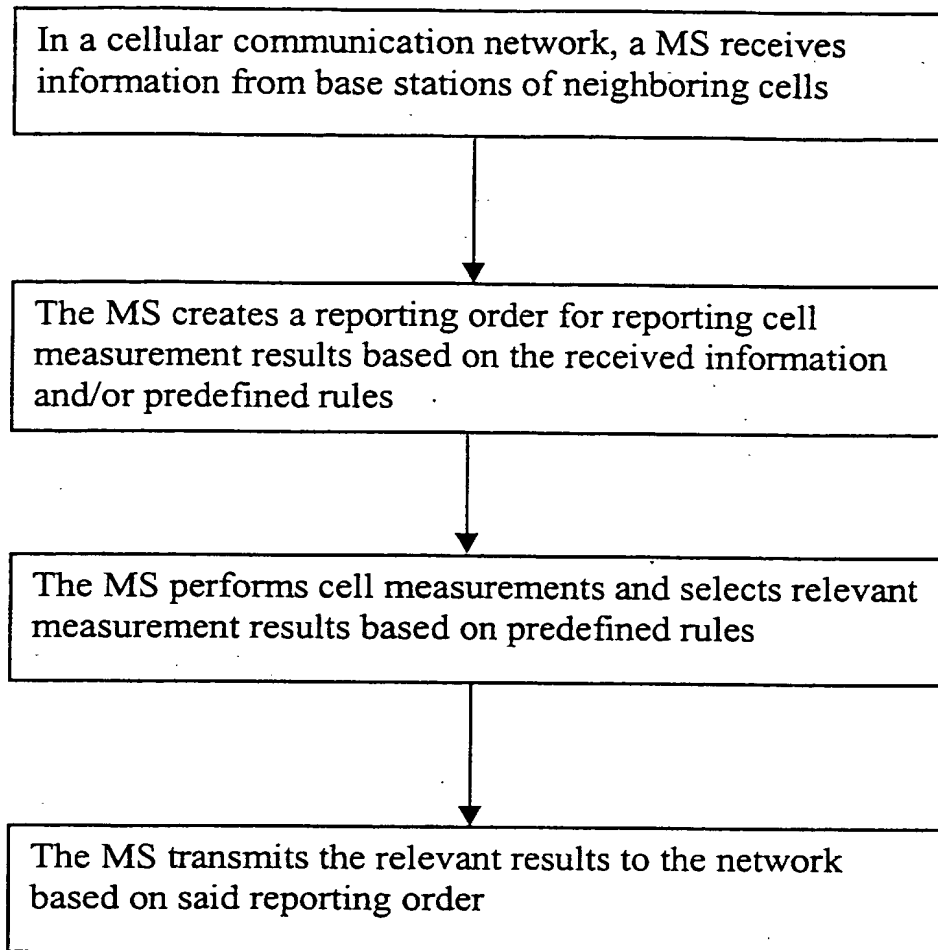 In a cellular communication network, a MS receives
information from base stations of neighboring cells
The MS creates a reporting order for reporting cell
measurement results based on the received information
and/or predefined rules
The MS performs cell measurements and selects relevant
measurement results based on predefined rules
The MS transmits the relevant results to the network
based on said reporting order